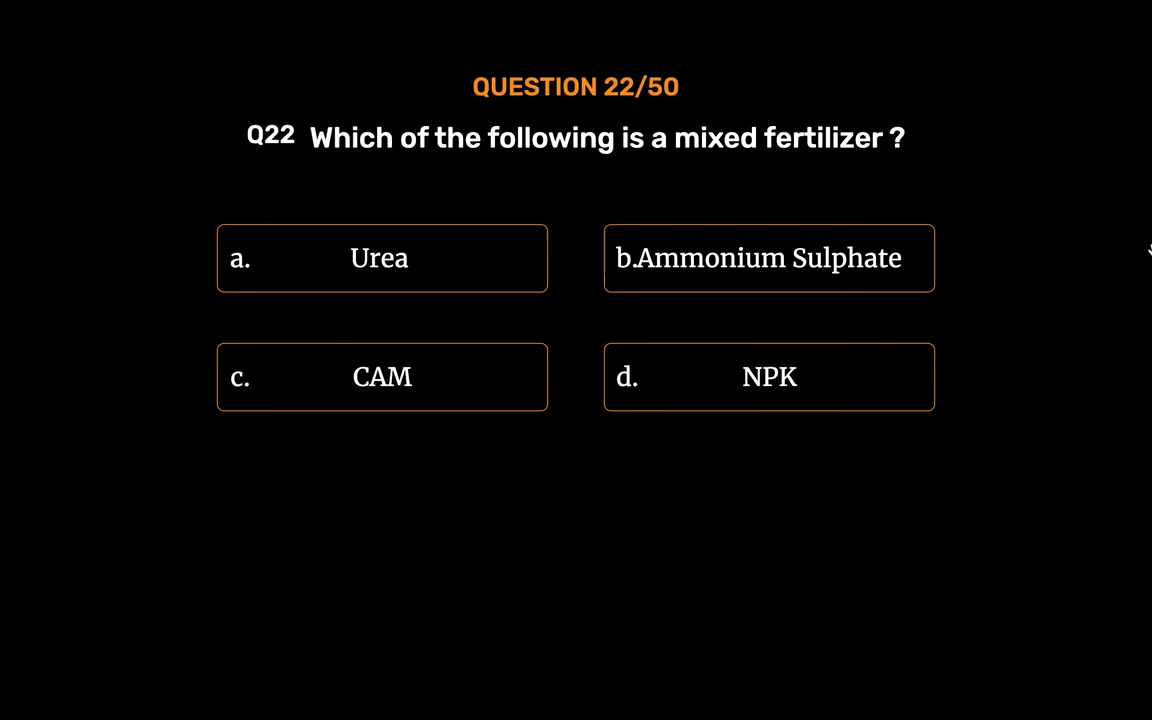 QUESTION 22/50
Q22 Which of the following is a mixed fertilizer ?
a. Urea
b.Ammonium Sulphate
c. CAM
d. NPK